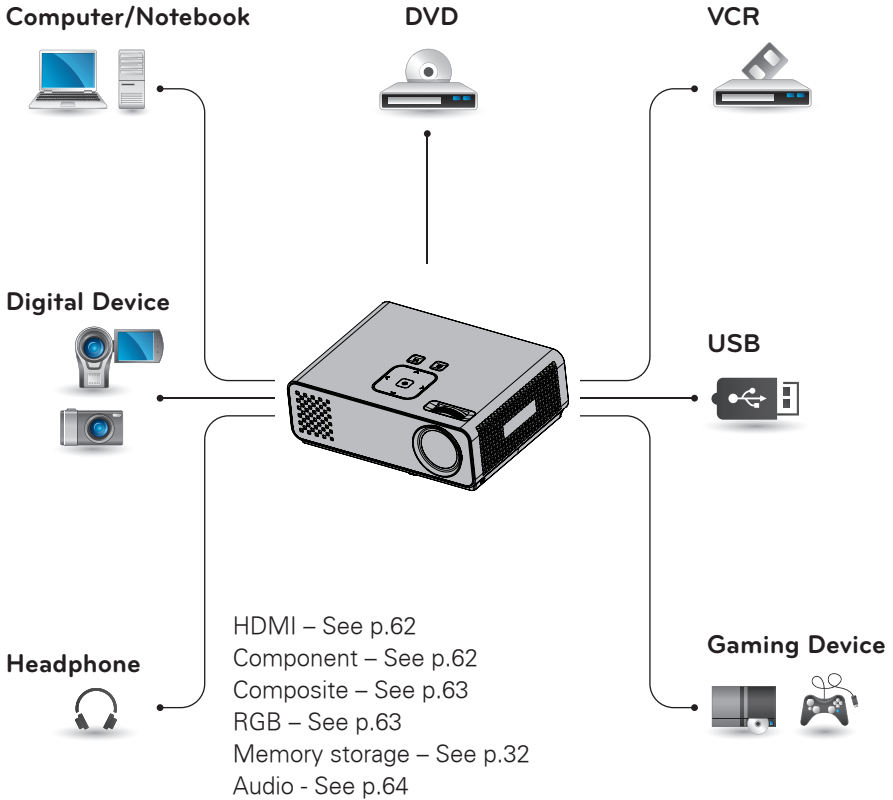 Computer/Notebook
DVD
VCR
Digital Device
USB
Headphone
HDMI – See p.62
Component – See p.62
Composite – See p.63
RGB – See p.63
Memory storage – See p.32
Audio - See p.64
Gaming Device